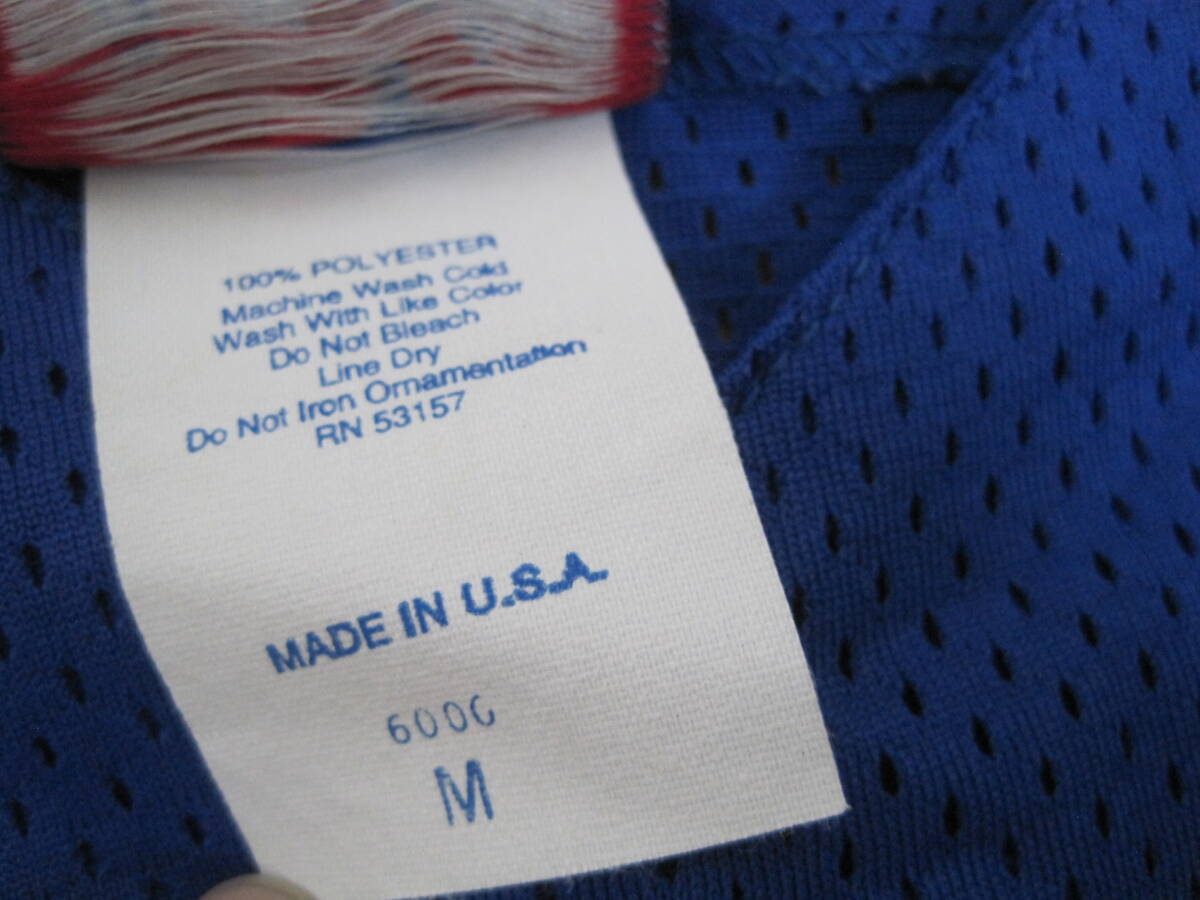 100% POLYESTER
Machine Wash Cold
Wash With Like Color
Do Not Bleach
Line Dry
Do Not Iron Ornamentation
RN 53157
MADE IN U.S.A.
6000
M